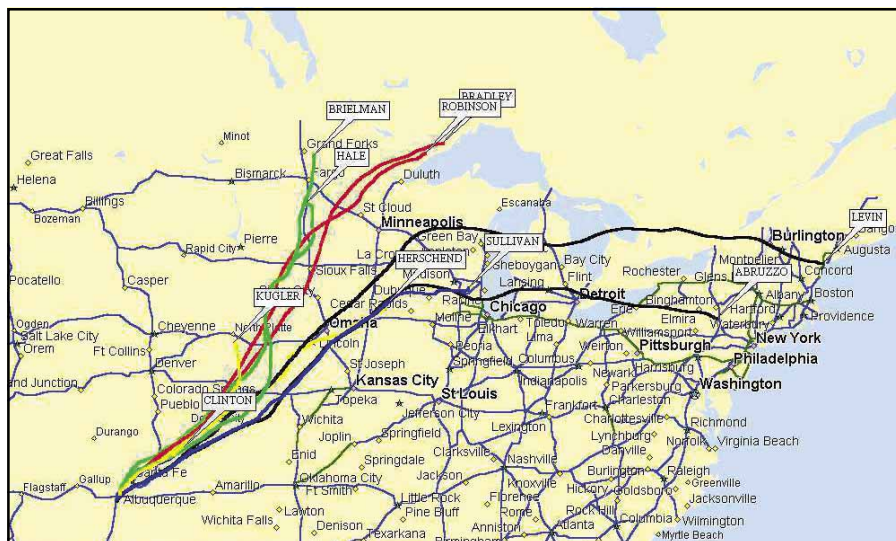 BRADLEY
BRIELMAN
ROBINSON
Minot
Grand Forks
Great Falls
HALE
Fargo
Helena
Bismarck
Duluth
Billings
St Cloud
Escanaba
Bozeman
Minneapolis
LEVIN
Pierre
Green Bay
Burlington
Rapid City
La Cro
SULLIVAN
Montpelier
Augusta
HERSCHEND
Sheboygan
Bay City
Rochester
Glens
Concord
Pocatello
Casper
Sioux Falls
Madison
Lansing
Flint
ABRUZZO
KUGLER
Dubuque
Detroit
Binghamton
Albany
Boston
Cedar Rapids
Racine
Erie
Hartford
Providence
Chicago
Elmira
Waterbury
Ogden
Cheyenne
North Platte
Omaha
Moline
Elkhart
Toledo
Warren
Williamsport
Salt Lake City
Lincoln
Lima
New York
Orem
Ft Collins
Peoria
Weirton
Pittsburgh
Denver
St Joseph
Springfield
Columbus
Harrisburg
Philadelphia
Kansas City
Indianapolis
Newark
Washington
Colorado Springs
Parkersburg
CLINTON
Topeka
St Louis
Charleston
Pueblo
Jefferson City
Frankfort
Charlottesville
Wichita
Lexington
Richmond
Durango
Joplin
Springfield
Lynchburg
Norfolk
Virginia Beach
Enid
Clarksville
Danville
Gallup
Santa Fe
Springdale
Nashville
Burlington
Raleigh
Flagstaff
Oklahoma City
Jackson
Knoxville
Greenville
Albuquerque
Amarillo
Ft Smith
Little Rock
Florence
Hickory
Goldsboro
Jacksonville
Lawton
Pine Bluff
Rome
Rock Hill
Wichita Falls
Denison
Anniston
Atlanta
Columbia
Wilmington
Texarkana
Birmingham
Myrtle Beach